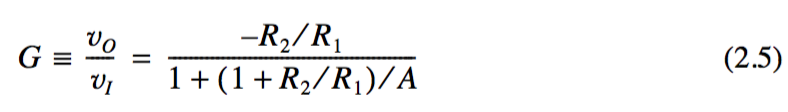 G ≡ v_O / v_I = (–R_2/R_1) / (1 + (1 + R_2/R_1)/A) (2.5)